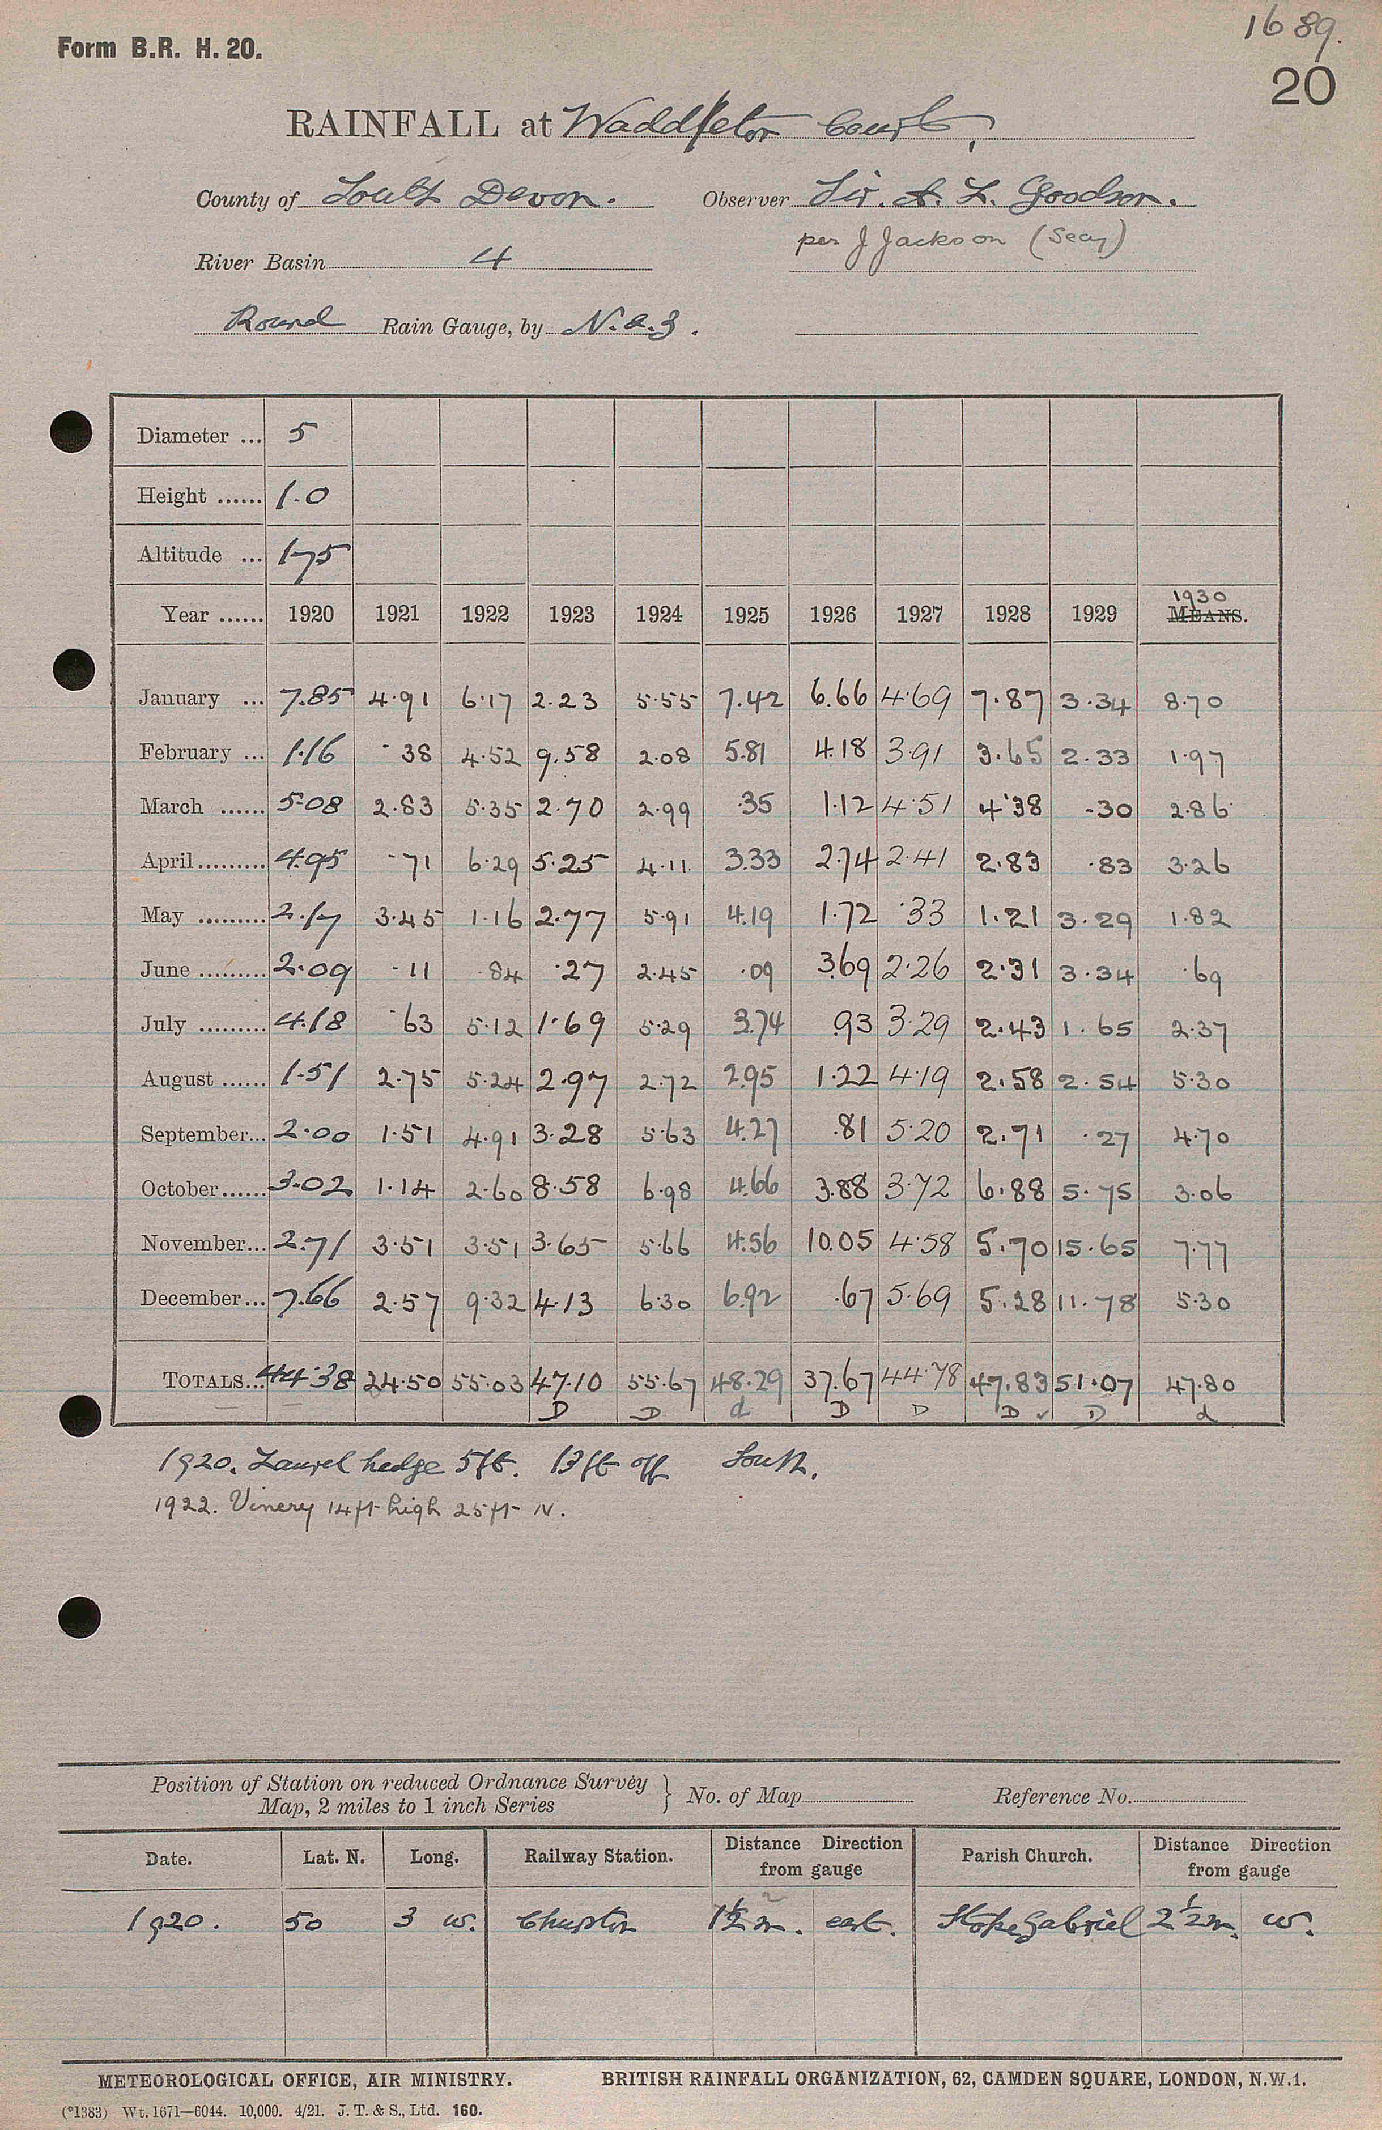 1689.
Form B.R. H. 20.
20
RAINFALL at Waddeton Court,
County of South Devon. Observer Sir. A. L. Goodson.
per J Jackson (Secy)
River Basin 4
Round Rain Gauge, by N. & Z.
Diameter ... 5
Height ...... 1.0
Altitude ... 175
1930
Year ...... 1920 1921 1922 1923 1924 1925 1926 1927 1928 1929 MEANS.
January ... 7.85 4.91 6.17 2.23 5.55 7.42 6.66 4.69 7.87 3.34 8.70
February ... 1.16 .38 4.52 9.58 2.08 5.81 4.18 3.91 3.65 2.33 1.97
March ...... 5.08 2.83 5.35 2.70 2.99 .35 1.12 4.51 4.38 .30 2.86
April......... 4.95 .71 6.29 5.25 4.11 3.33 2.74 2.41 2.83 .83 3.26
May ......... 2.17 3.45 1.16 2.77 5.91 4.19 1.72 .33 1.21 3.29 1.82
June ......... 2.09 .11 .84 .27 2.45 .09 3.69 2.26 2.31 3.34 .69
July ......... 4.18 .63 5.12 1.69 5.29 3.74 .93 3.29 2.43 1.65 2.37
August ...... 1.51 2.75 5.24 2.97 2.72 2.95 1.22 4.19 2.58 2.54 5.30
September... 2.00 1.51 4.91 3.28 5.63 4.27 .81 5.20 2.71 .27 4.70
October...... 3.02 1.14 2.60 8.58 6.98 4.66 3.88 3.72 6.88 5.75 3.06
November... 2.71 3.51 3.51 3.65 5.66 4.56 10.05 4.58 5.70 15.65 7.77
December... 7.66 2.57 9.32 4.13 6.30 6.92 .67 5.69 5.28 11.78 5.30
TOTALS... 44.38 24.50 55.03 47.10 55.67 48.29 37.67 44.78 47.83 51.07 47.80
D D d D D D ✓ D d
1920. Laurel hedge 5ft. 13ft off South.
1922. Vinery 14ft high 25ft N.
Position of Station on reduced Ordnance Survey
Map, 2 miles to 1 inch Series } No. of Map Reference No.
Date. Lat. N. Long. Railway Station. Distance Direction from gauge Parish Church. Distance Direction from gauge
1920. 50 3 W. Churston 1½ m. east. Stoke Gabriel 2½m. W.
METEOROLOGICAL OFFICE, AIR MINISTRY. BRITISH RAINFALL ORGANIZATION, 62, CAMDEN SQUARE, LONDON, N.W.1.
(*1383) Wt. 1671—6044. 10,000. 4/21. J. T. & S., Ltd. 160.